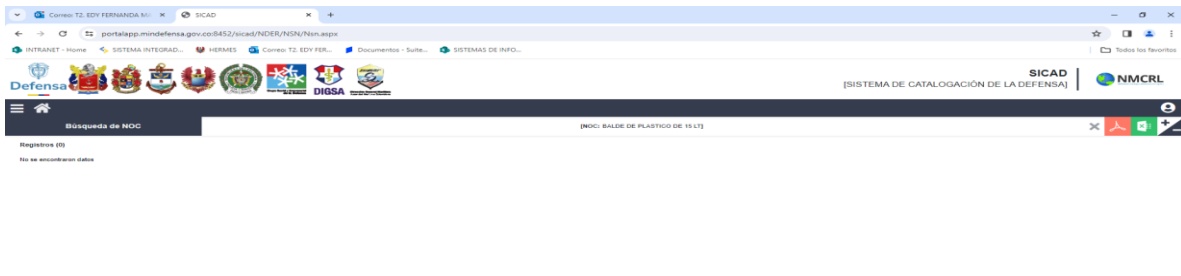 Correo: T2. EDY FERNANDA
SICAD
portalapp.mindefensa.gov.co:8452/sicad/NDER/NSN/Nsn.aspx
INTRANET - Home
SISTEMA INTEGRAD...
HERMES
Correo: T2. EDY FER...
Documentos - Suite...
SISTEMAS DE INFO...
Todos los favoritos
Defensa
DIGSA
SICAD
[SISTEMA DE CATALOGACIÓN DE LA DEFENSA]
NMCRL
Búsqueda de NOC
[NOC: BALDE DE PLASTICO DE 15 LT]
Registros (0)
No se encontraron datos